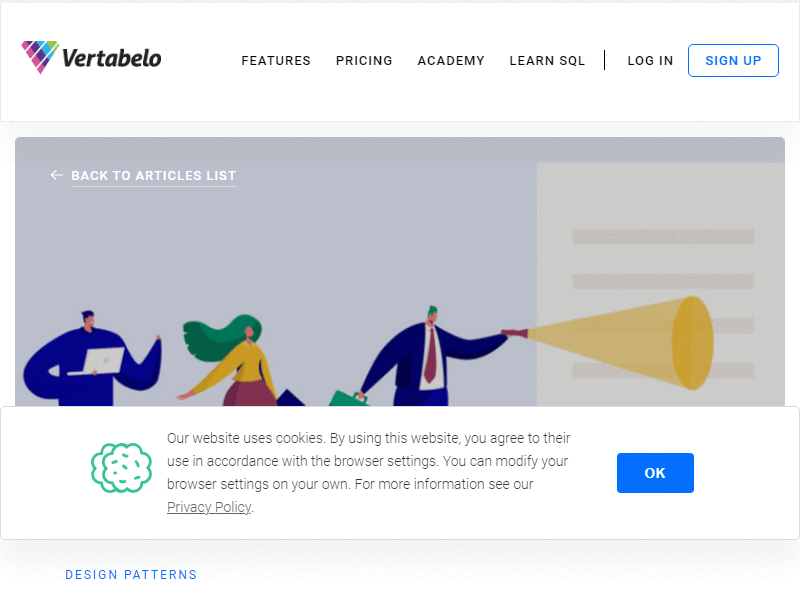 Vertabelo
FEATURES PRICING ACADEMY LEARN SQL LOG IN SIGN UP
BACK TO ARTICLES LIST
Our website uses cookies. By using this website, you agree to their
use in accordance with the browser settings. You can modify your
browser settings on your own. For more information see our
Privacy Policy.
OK
DESIGN PATTERNS